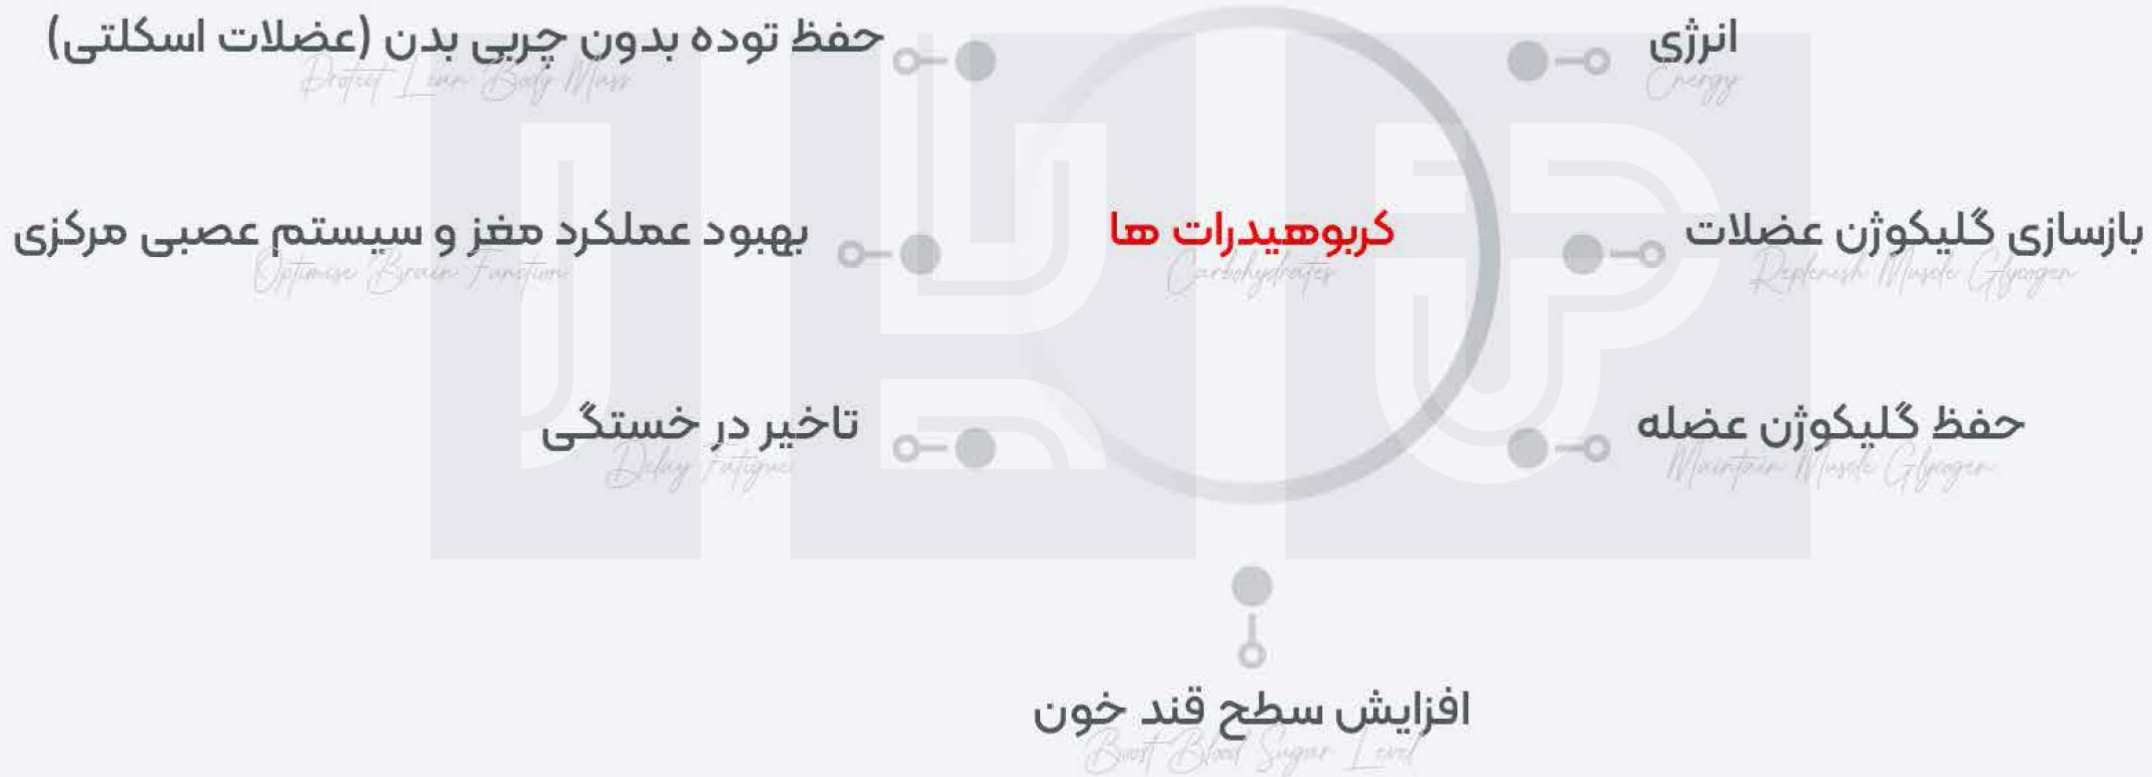 انرژی
Energy
حفظ توده بدون چربی بدن (عضلات اسکلتی)
Protect Lean Body Mass
بازسازی گلیکوژن عضلات
Replenish Muscle Glycogen
کربوهیدرات ها
Carbohydrates
بهبود عملکرد مغز و سیستم عصبی مرکزی
Optimise Brain Function
حفظ گلیکوژن عضله
Maintain Muscle Glycogen
تاخیر در خستگی
Delay Fatigue
افزایش سطح قند خون
Boost Blood Sugar Level